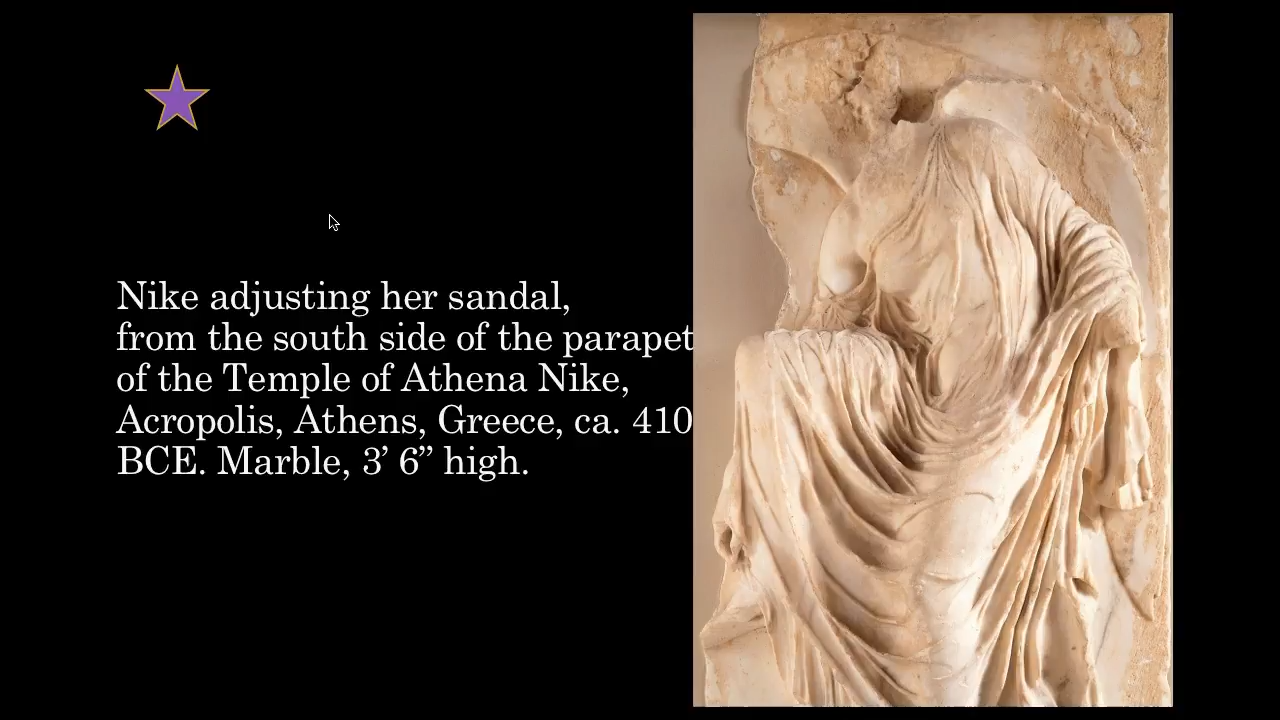 Nike adjusting her sandal,
from the south side of the parapet
of the Temple of Athena Nike,
Acropolis, Athens, Greece, ca. 410
BCE. Marble, 3’ 6” high.